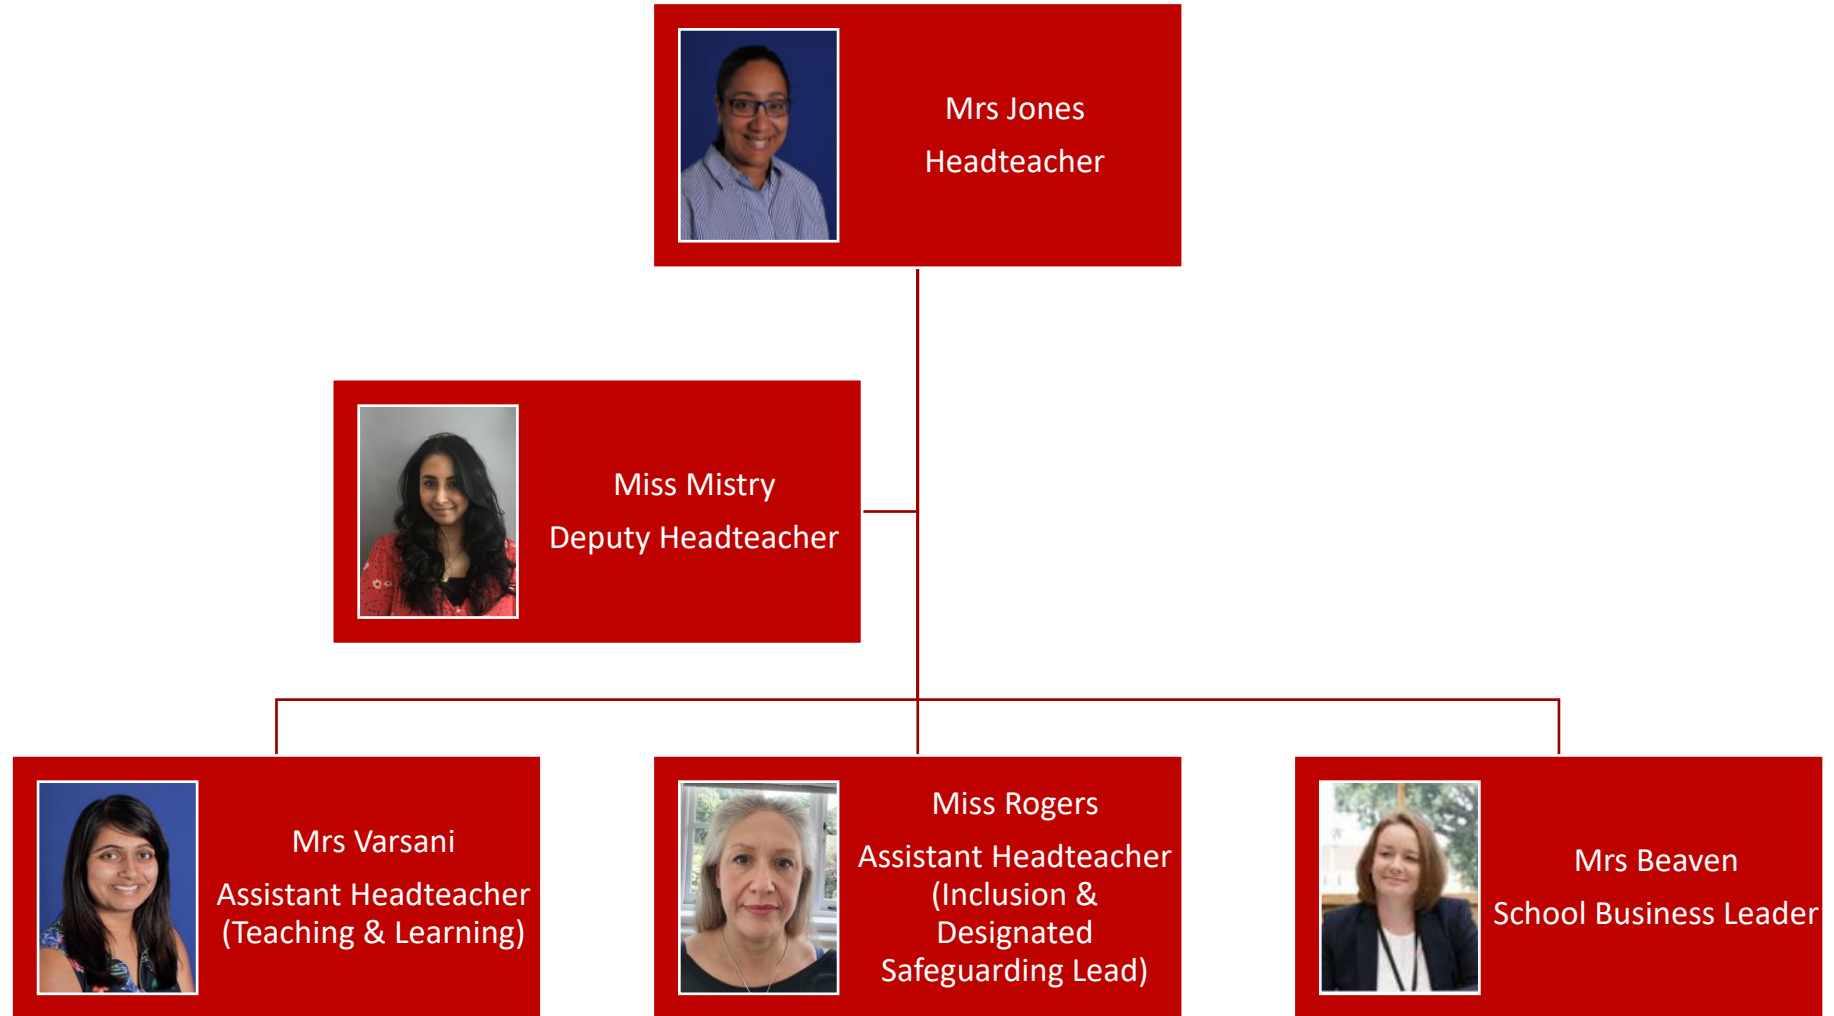 Mrs Jones
Headteacher
Miss Mistry
Deputy Headteacher
Mrs Varsani
Assistant Headteacher
(Teaching & Learning)
Miss Rogers
Assistant Headteacher
(Inclusion &
Designated
Safeguarding Lead)
Mrs Beaven
School Business Leader